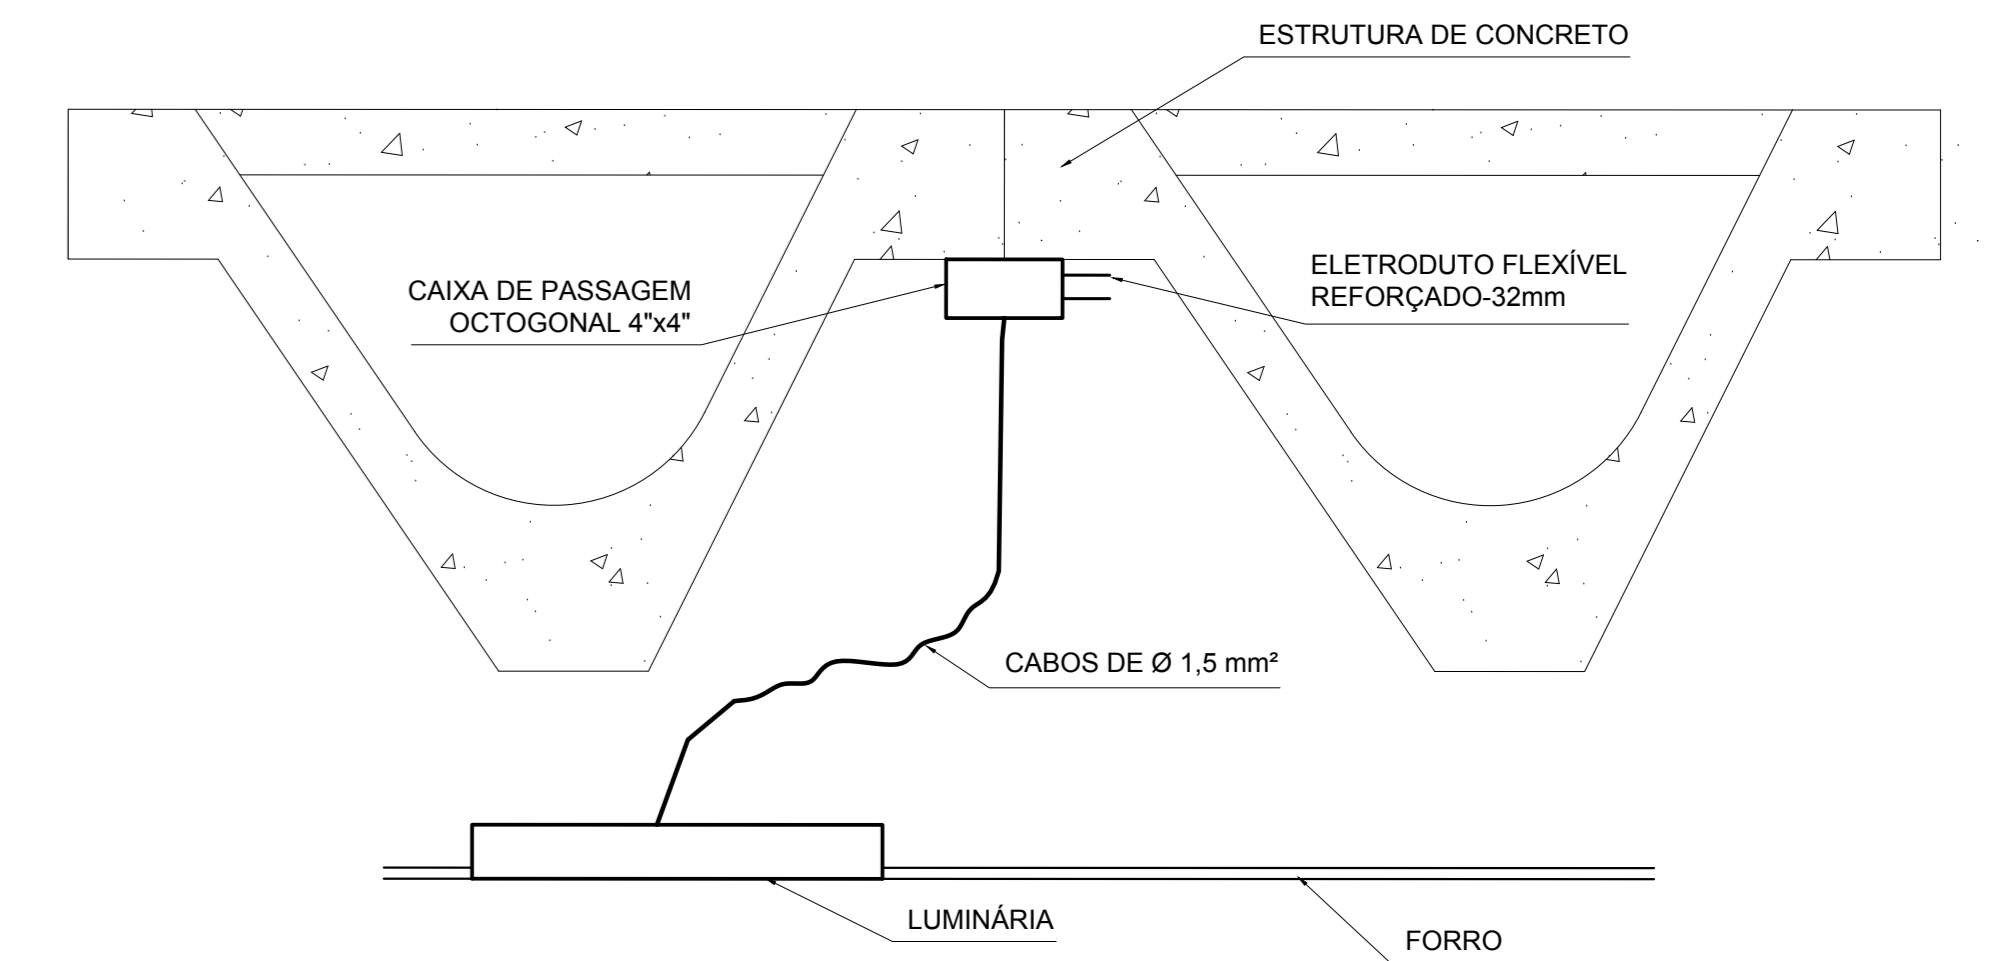 ESTRUTURA DE CONCRETO
CAIXA DE PASSAGEM
OCTOGONAL 4"x4"
ELETRODUTO FLEXÍVEL
REFORÇADO-32mm
CABOS DE Ø 1,5 mm²
LUMINÁRIA
FORRO